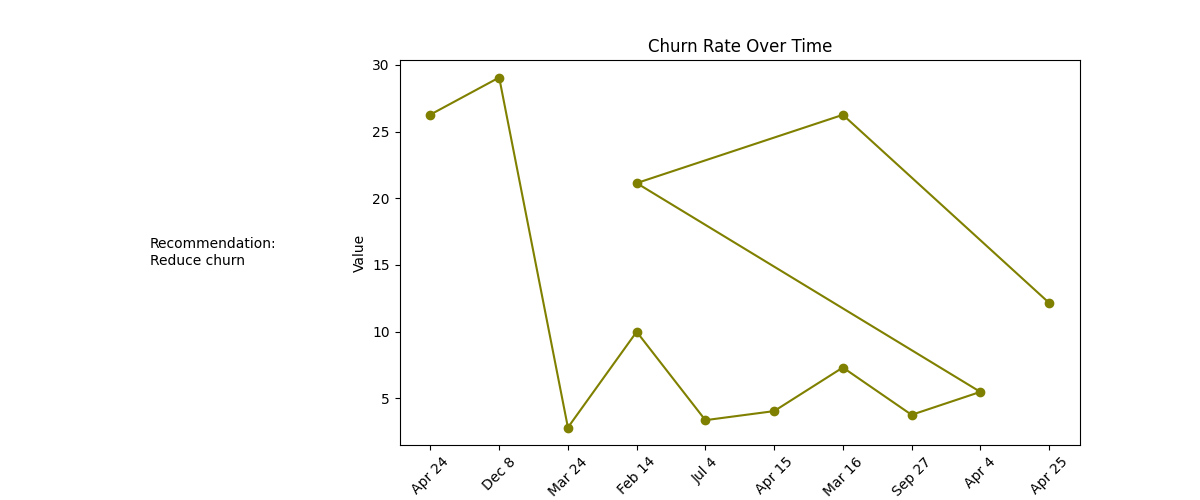 Churn Rate Over Time
30
25
20
15
10
5
Value
Recommendation:
Reduce churn
Apr 24
Dec 8
Mar 24
Feb 14
Jul 4
Apr 15
Mar 16
Sep 27
Apr 4
Apr 25